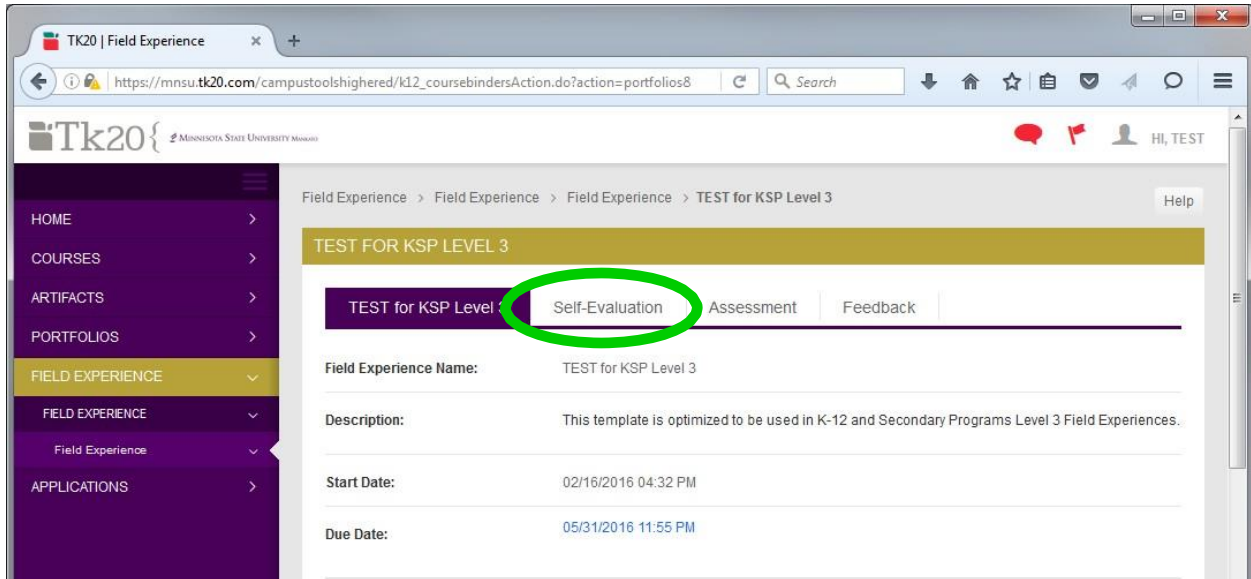 TK20 | Field Experience
https://mnsu.tk20.com/campustoolshighered/k12_coursebindersAction.do?action=portfolios8
Search
Tk20{ MINNESOTA STATE UNIVERSITY MANKATO
HI, TEST
Field Experience > Field Experience > Field Experience > TEST for KSP Level 3
Help
HOME
COURSES
ARTIFACTS
PORTFOLIOS
FIELD EXPERIENCE
FIELD EXPERIENCE
Field Experience
APPLICATIONS
TEST FOR KSP LEVEL 3
TEST for KSP Level 3 Self-Evaluation Assessment Feedback
Field Experience Name: TEST for KSP Level 3
Description: This template is optimized to be used in K-12 and Secondary Programs Level 3 Field Experiences.
Start Date: 02/16/2016 04:32 PM
Due Date: 05/31/2016 11:55 PM